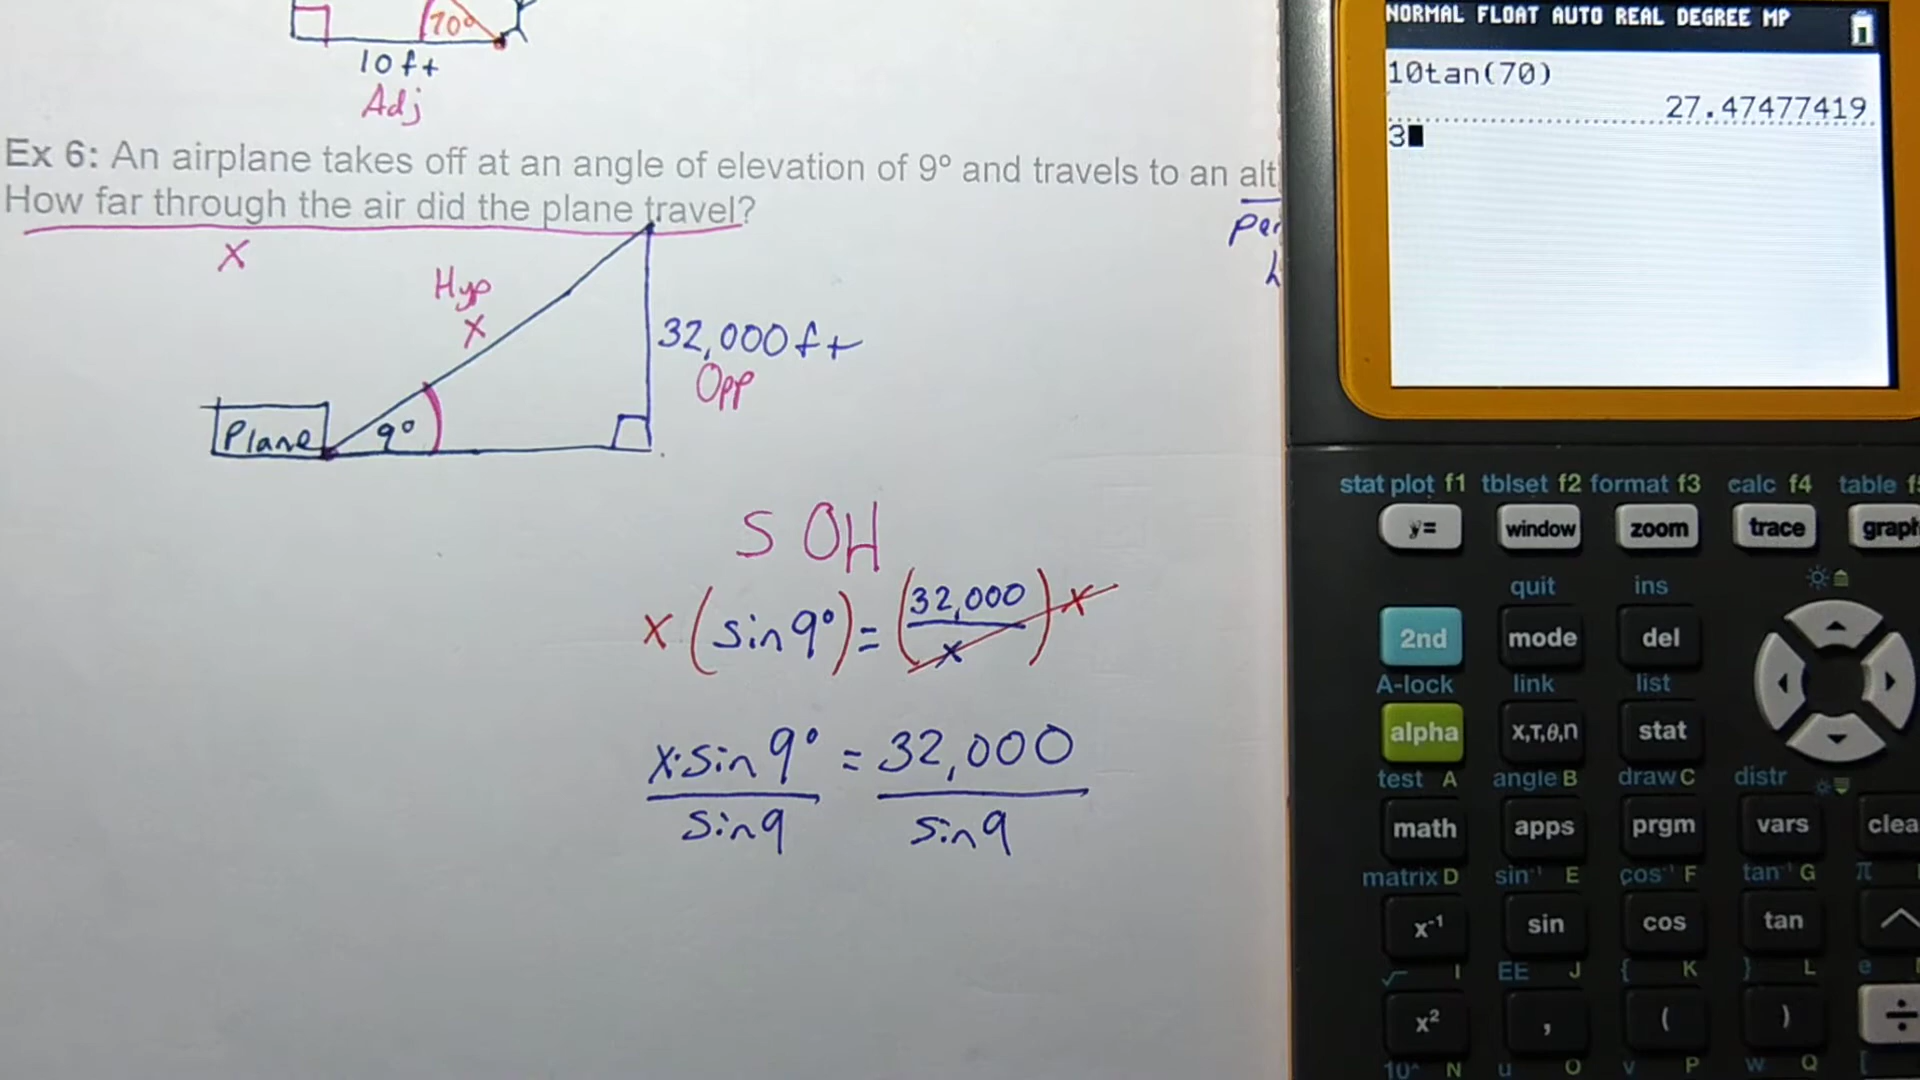 70°
10 ft
Adj
Ex 6: An airplane takes off at an angle of elevation of 9º and travels to an alt
How far through the air did the plane travel?
x
Hyp
x
32,000 ft
Opp
Plane
9°
S OH
x (sin 9°) = (32,000/x) x
x·sin 9° = 32,000
sin 9 sin 9
NORMAL FLOAT AUTO REAL DEGREE MP
10tan(70)
27.47477419
3
stat plot f1 tblset f2 format f3 calc f4 table
y= window zoom trace graph
quit ins
2nd mode del
A-lock link list
alpha X,T,θ,n stat
test A angle B draw C distr
math apps prgm vars clea
matrix D sin⁻¹ E cos⁻¹ F tan⁻¹ G π
x⁻¹ sin cos tan ^
√ I EE J { K } L e
x² , ( ) ÷
10^ N u O v P w Q [